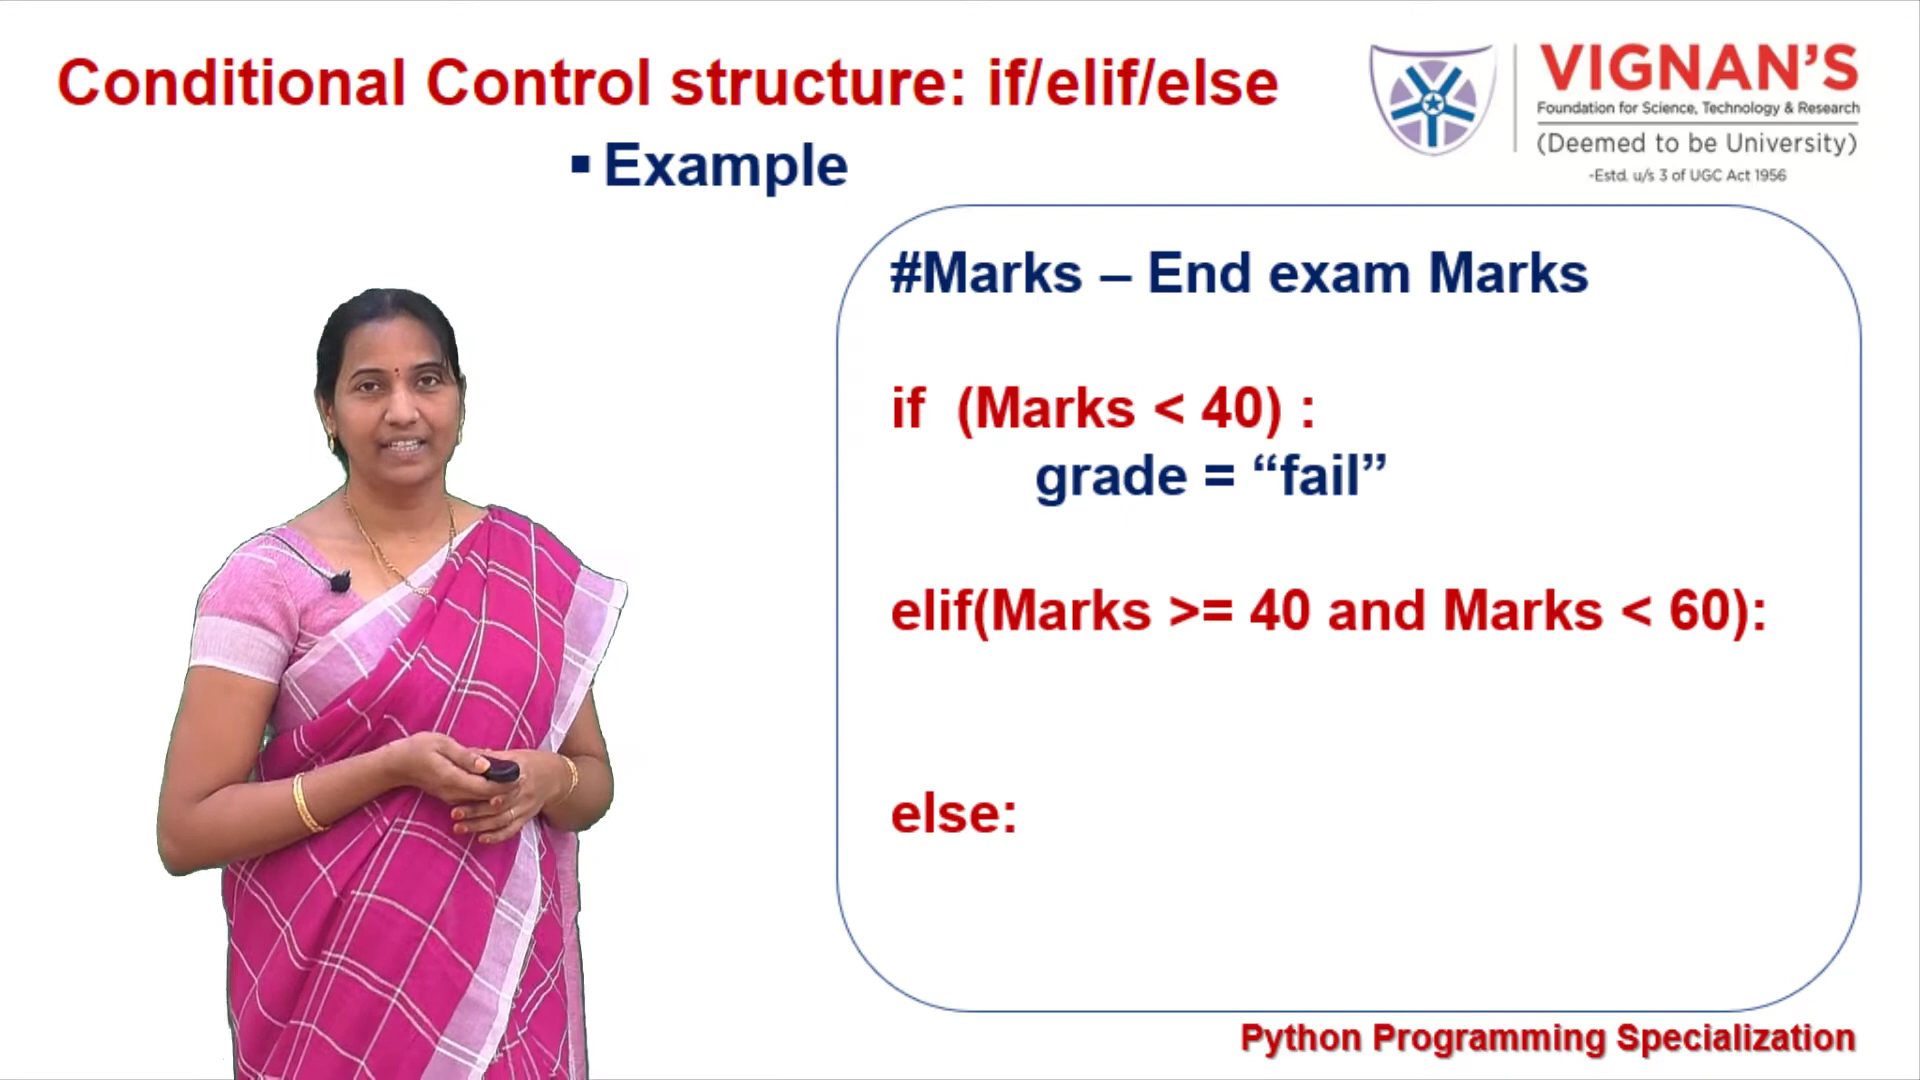 Conditional Control structure: if/elif/else
▪ Example
VIGNAN'S
Foundation for Science, Technology & Research
(Deemed to be University)
-Estd. u/s 3 of UGC Act 1956
#Marks – End exam Marks
if (Marks < 40) :
grade = “fail”
elif(Marks >= 40 and Marks < 60):
else:
Python Programming Specialization